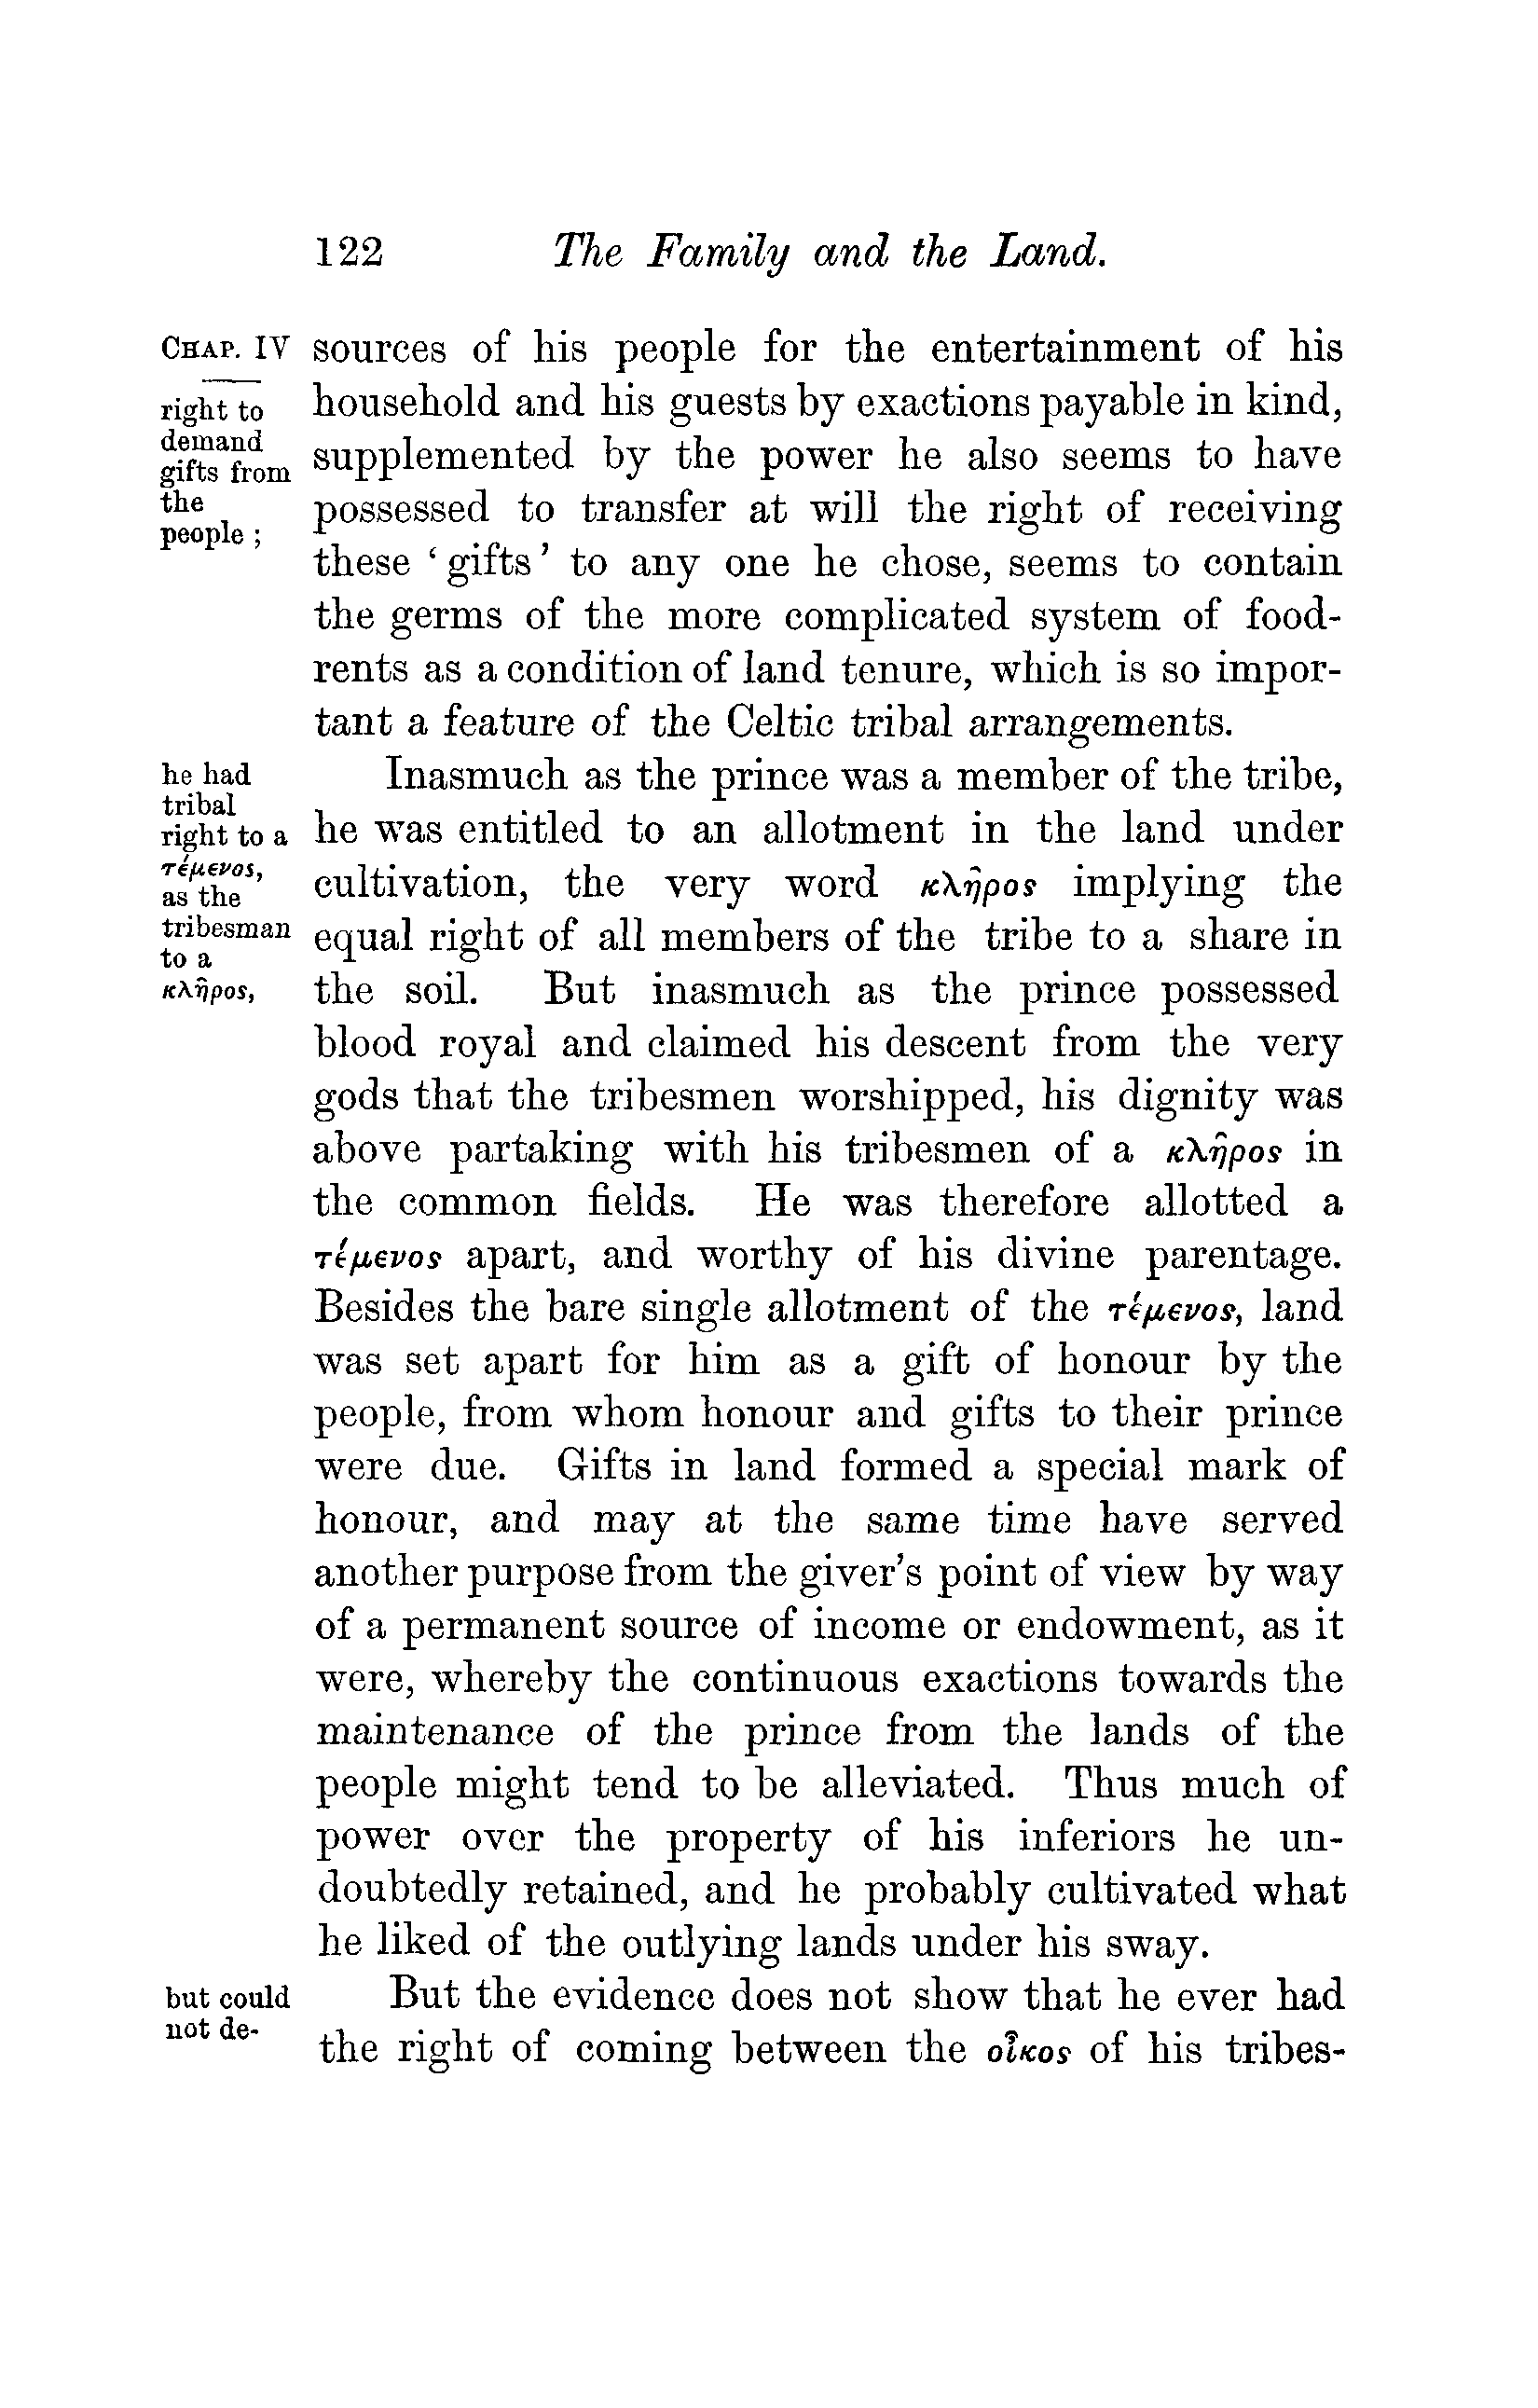 122 The Family and the Land.
CHAP. IV
right to
demand
gifts from
the
people ;
sources of his people for the entertainment of his
household and his guests by exactions payable in kind,
supplemented by the power he also seems to have
possessed to transfer at will the right of receiving
these ‘ gifts ’ to any one he chose, seems to contain
the germs of the more complicated system of food-
rents as a condition of land tenure, which is so impor-
tant a feature of the Celtic tribal arrangements.
he had
tribal
right to a
τέμενος,
as the
tribesman
to a
κλῆρος,
Inasmuch as the prince was a member of the tribe,
he was entitled to an allotment in the land under
cultivation, the very word κλῆρος implying the
equal right of all members of the tribe to a share in
the soil. But inasmuch as the prince possessed
blood royal and claimed his descent from the very
gods that the tribesmen worshipped, his dignity was
above partaking with his tribesmen of a κλῆρος in
the common fields. He was therefore allotted a
τέμενος apart, and worthy of his divine parentage.
Besides the bare single allotment of the τέμενος, land
was set apart for him as a gift of honour by the
people, from whom honour and gifts to their prince
were due. Gifts in land formed a special mark of
honour, and may at the same time have served
another purpose from the giver's point of view by way
of a permanent source of income or endowment, as it
were, whereby the continuous exactions towards the
maintenance of the prince from the lands of the
people might tend to be alleviated. Thus much of
power over the property of his inferiors he un-
doubtedly retained, and he probably cultivated what
he liked of the outlying lands under his sway.
but could
not de-
But the evidence does not show that he ever had
the right of coming between the οἶκος of his tribes-